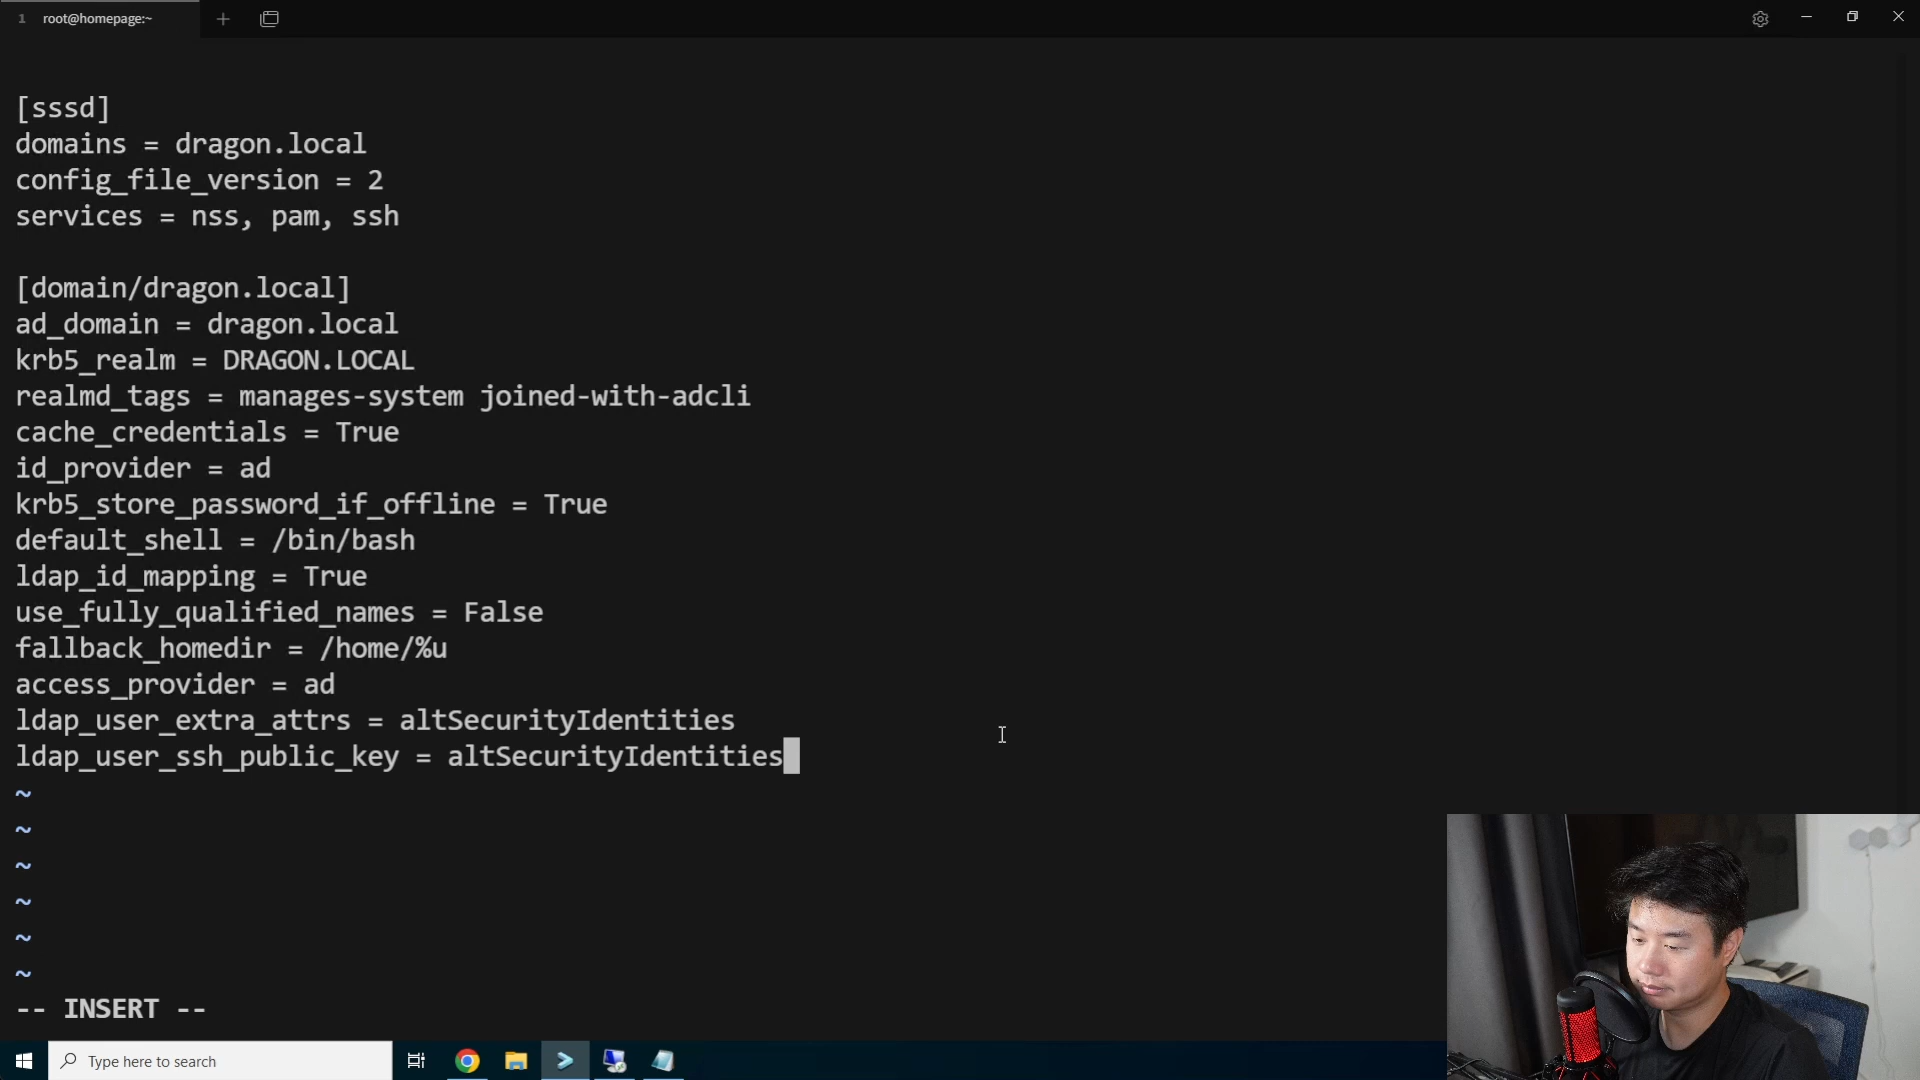 1 root@homepage:~
[sssd]
domains = dragon.local
config_file_version = 2
services = nss, pam, ssh
[domain/dragon.local]
ad_domain = dragon.local
krb5_realm = DRAGON.LOCAL
realmd_tags = manages-system joined-with-adcli
cache_credentials = True
id_provider = ad
krb5_store_password_if_offline = True
default_shell = /bin/bash
ldap_id_mapping = True
use_fully_qualified_names = False
fallback_homedir = /home/%u
access_provider = ad
ldap_user_extra_attrs = altSecurityIdentities
ldap_user_ssh_public_key = altSecurityIdentities
~
~
~
~
~
~
-- INSERT --
Type here to search